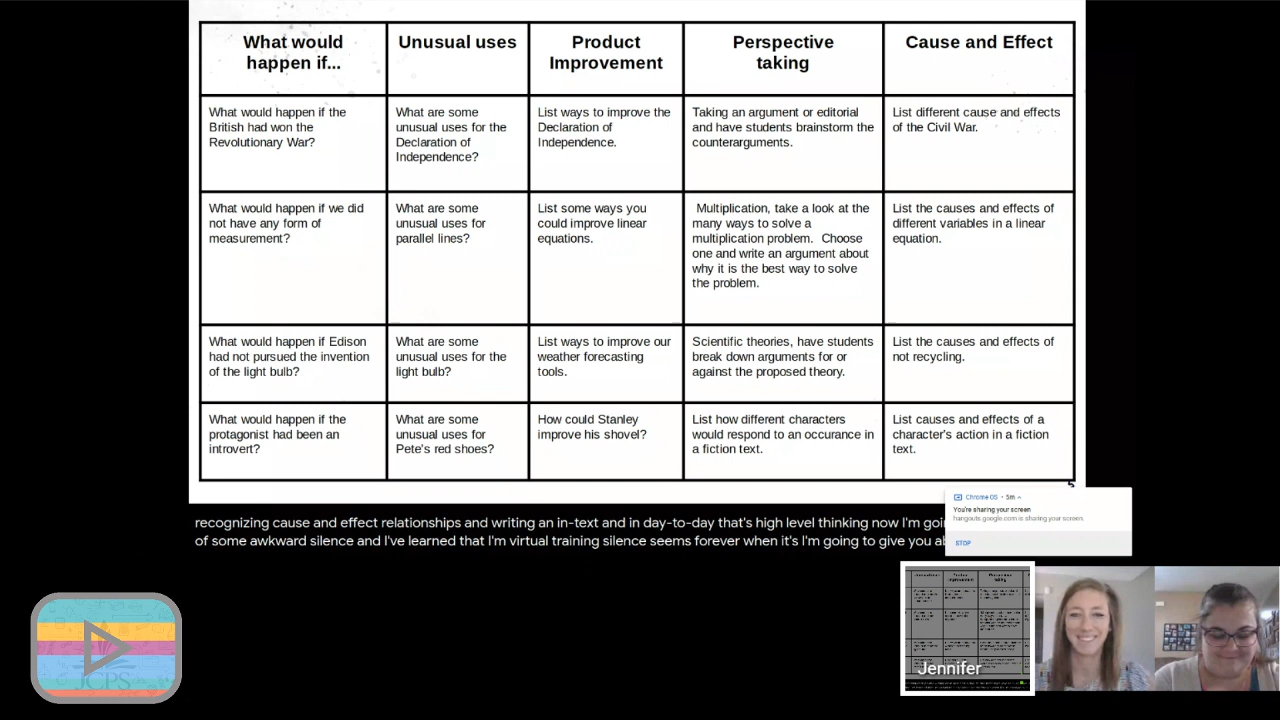 What would
happen if...
Unusual uses
Product
Improvement
Perspective
taking
Cause and Effect
What would happen if the
British had won the
Revolutionary War?
What are some
unusual uses for the
Declaration of
Independence?
List ways to improve the
Declaration of
Independence.
Taking an argument or editorial
and have students brainstorm the
counterarguments.
List different cause and effects
of the Civil War.
What would happen if we did
not have any form of
measurement?
What are some
unusual uses for
parallel lines?
List some ways you
could improve linear
equations.
Multiplication, take a look at the
many ways to solve a
multiplication problem. Choose
one and write an argument about
why it is the best way to solve
the problem.
List the causes and effects of
different variables in a linear
equation.
What would happen if Edison
had not pursued the invention
of the light bulb?
What are some
unusual uses for the
light bulb?
List ways to improve our
weather forecasting
tools.
Scientific theories, have students
break down arguments for or
against the proposed theory.
List the causes and effects of
not recycling.
What would happen if the
protagonist had been an
introvert?
What are some
unusual uses for
Pete's red shoes?
How could Stanley
improve his shovel?
List how different characters
would respond to an occurance in
a fiction text.
List causes and effects of a
character's action in a fiction
text.
recognizing cause and effect relationships and writing an in-text and in day-to-day that's high level thinking now I'm
of some awkward silence and I've learned that I'm virtual training silence seems forever when it's I'm going to give you
Chrome OS • 5m
You're sharing your screen
hangouts.google.com is sharing your screen.
STOP
Jennifer
JCPS